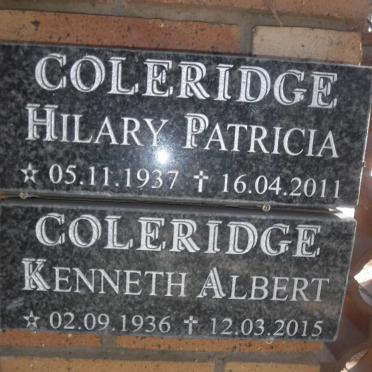 COLERIDGE
HILARY PATRICIA
☆ 05.11.1937 ✝ 16.04.2011
COLERIDGE
KENNETH ALBERT
☆ 02.09.1936 ✝ 12.03.2015